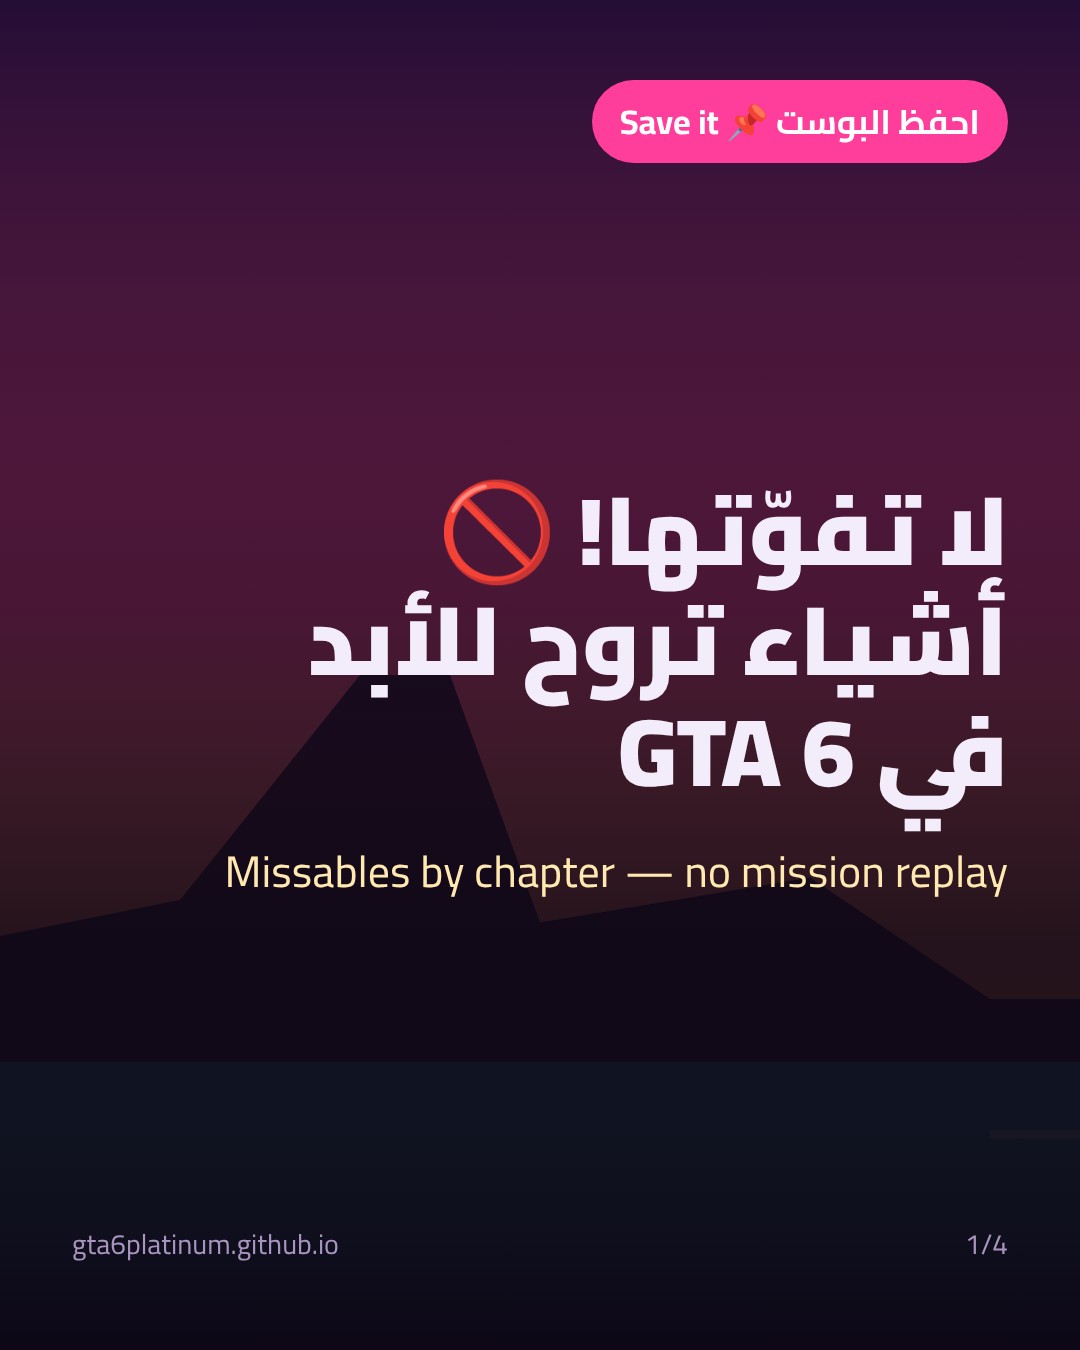 احفظ البوست 📌 Save it
لا تفوّتها! 🚫
أشياء تروح للأبد
في GTA 6
Missables by chapter — no mission replay
gta6platinum.github.io
1/4